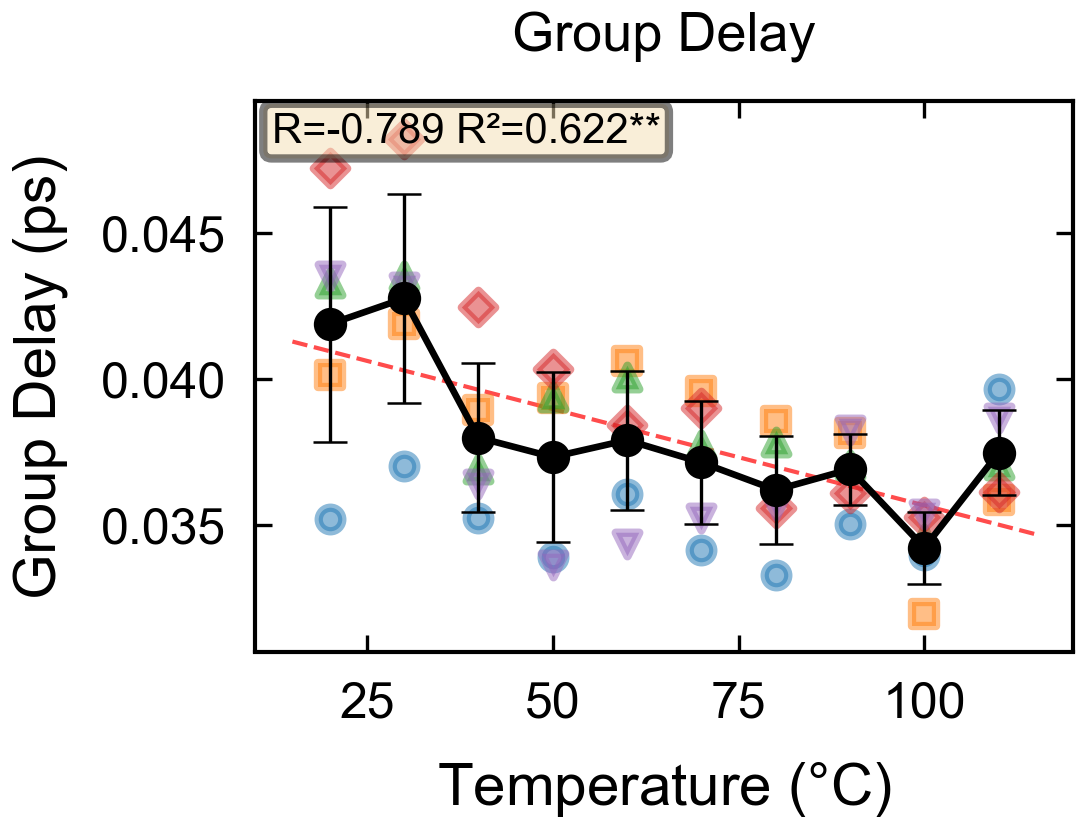 Group Delay
R=-0.789 R²=0.622**
Group Delay (ps)
0.045
0.040
0.035
25 50 75 100
Temperature (°C)